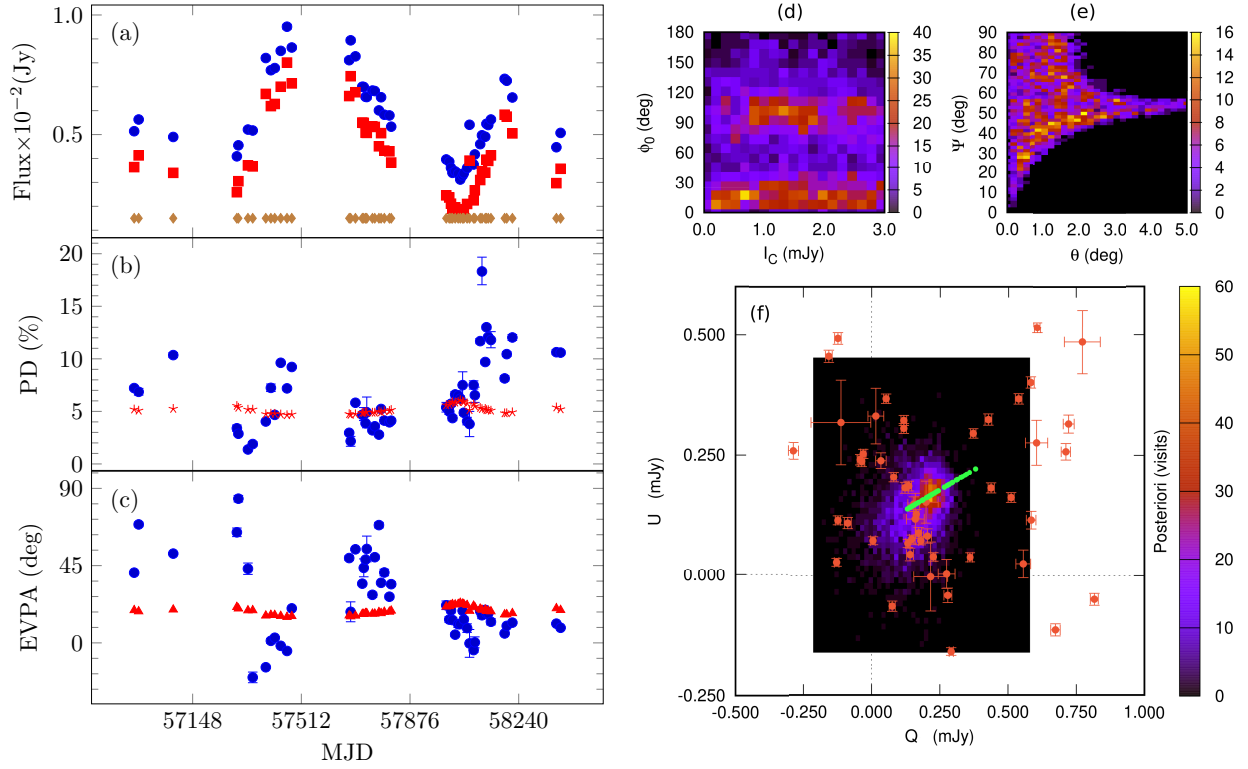 (a)
Flux×10⁻²(Jy)
1.0
0.5
(b)
PD (%)
20
15
10
5
0
(c)
EVPA (deg)
90
45
0
57148 57512 57876 58240
MJD
(d)
ϕ₀ (deg)
180
150
120
90
60
30
0
0.0 1.0 2.0 3.0
I_C (mJy)
40
35
30
25
20
15
10
5
0
(e)
Ψ (deg)
90
80
70
60
50
40
30
20
10
0
0.0 1.0 2.0 3.0 4.0 5.0
θ (deg)
16
14
12
10
8
6
4
2
0
(f)
U (mJy)
0.500
0.250
0.000
-0.250
-0.500 -0.250 0.000 0.250 0.500 0.750 1.000
Q (mJy)
Posteriori (visits)
60
50
40
30
20
10
0